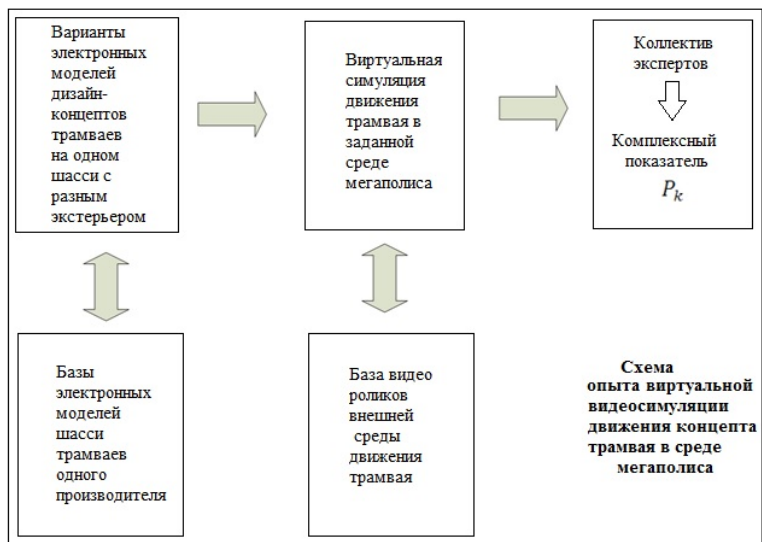 Варианты
электронных
моделей
дизайн-
концептов
трамваев
на одном
шасси с
разным
экстерьером
Виртуальная
симуляция
движения
трамвая в
заданной
среде
мегаполиса
Коллектив
экспертов
Комплексный
показатель
P_k
Базы
электронных
моделей
шасси
трамваев
одного
производителя
База видео
роликов
внешней
среды
движения
трамвая
Схема
опыта виртуальной
видеосимуляции
движения концепта
трамвая в среде
мегаполиса